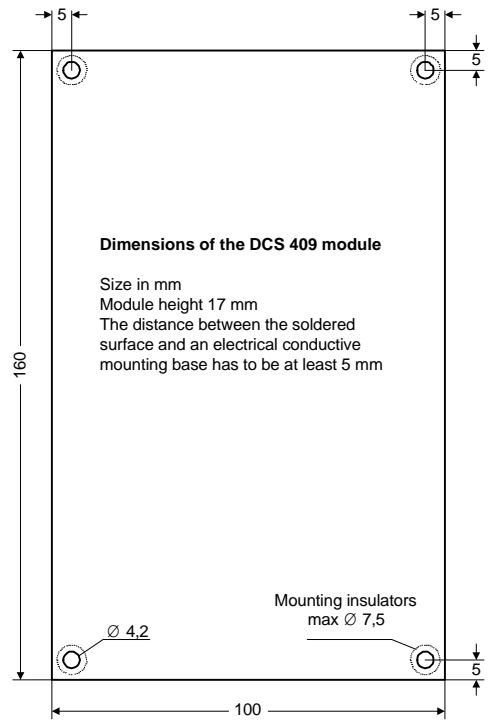 5
5
5
Dimensions of the DCS 409 module
Size in mm
Module height 17 mm
The distance between the soldered
surface and an electrical conductive
mounting base has to be at least 5 mm
160
Mounting insulators
max ∅ 7,5
∅ 4,2
5
100